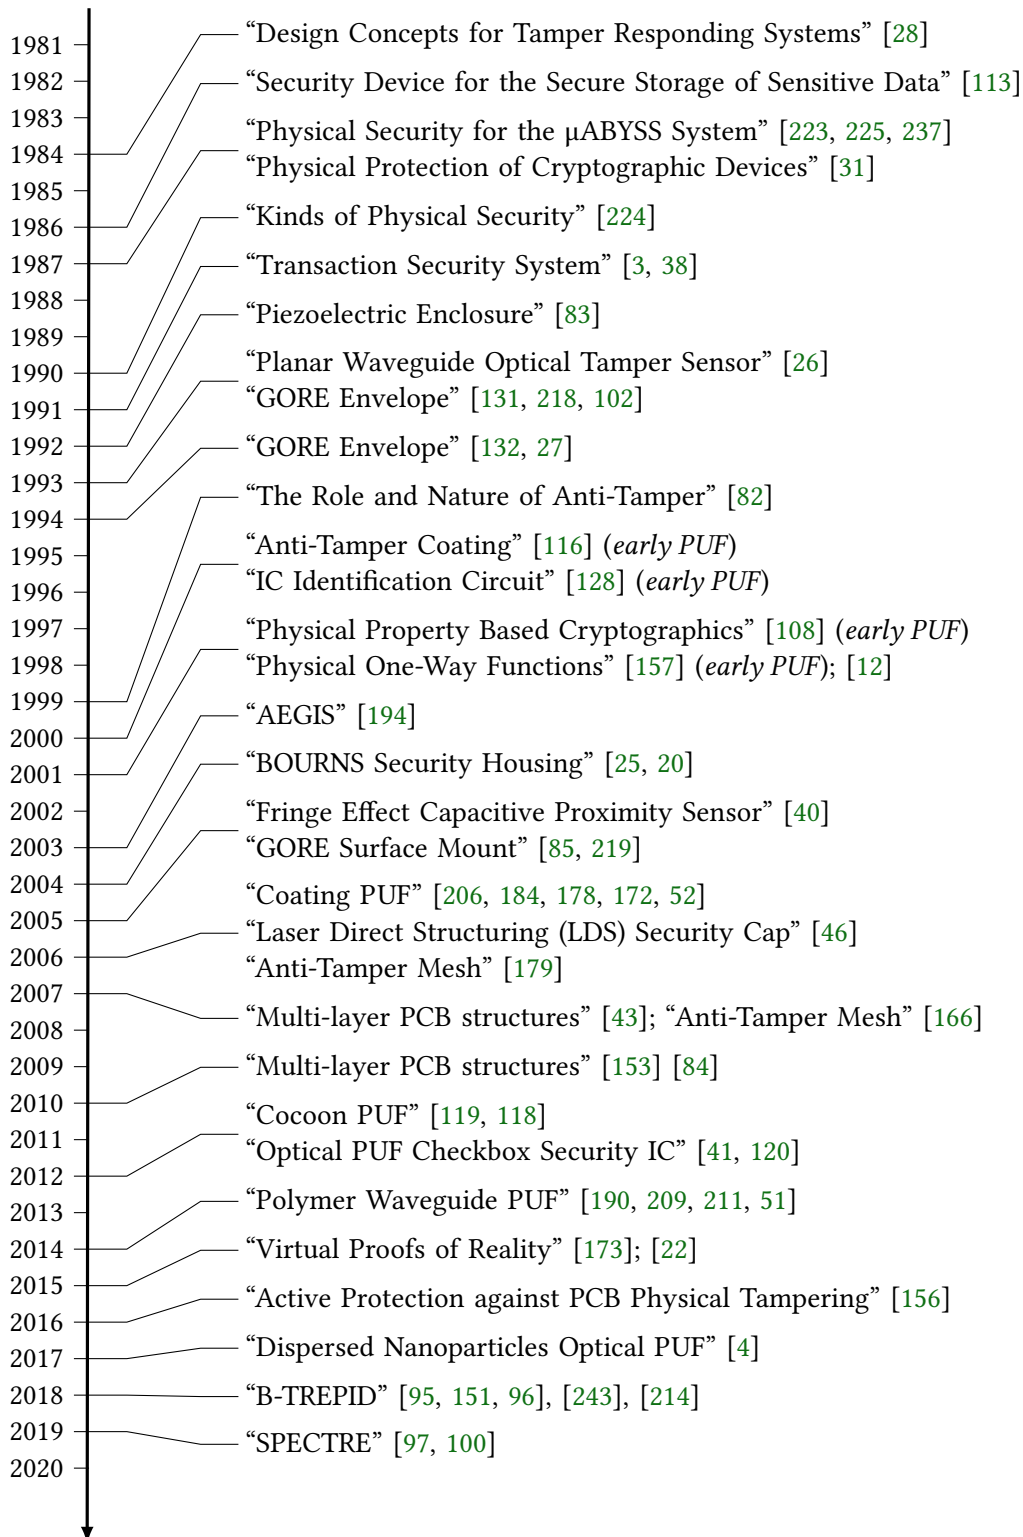 1981
1982
1983
1984
1985
1986
1987
1988
1989
1990
1991
1992
1993
1994
1995
1996
1997
1998
1999
2000
2001
2002
2003
2004
2005
2006
2007
2008
2009
2010
2011
2012
2013
2014
2015
2016
2017
2018
2019
2020
“Design Concepts for Tamper Responding Systems” [28]
“Security Device for the Secure Storage of Sensitive Data” [113]
“Physical Security for the μABYSS System” [223, 225, 237]
“Physical Protection of Cryptographic Devices” [31]
“Kinds of Physical Security” [224]
“Transaction Security System” [3, 38]
“Piezoelectric Enclosure” [83]
“Planar Waveguide Optical Tamper Sensor” [26]
“GORE Envelope” [131, 218, 102]
“GORE Envelope” [132, 27]
“The Role and Nature of Anti-Tamper” [82]
“Anti-Tamper Coating” [116] (early PUF)
“IC Identification Circuit” [128] (early PUF)
“Physical Property Based Cryptographics” [108] (early PUF)
“Physical One-Way Functions” [157] (early PUF); [12]
“AEGIS” [194]
“BOURNS Security Housing” [25, 20]
“Fringe Effect Capacitive Proximity Sensor” [40]
“GORE Surface Mount” [85, 219]
“Coating PUF” [206, 184, 178, 172, 52]
“Laser Direct Structuring (LDS) Security Cap” [46]
“Anti-Tamper Mesh” [179]
“Multi-layer PCB structures” [43]; “Anti-Tamper Mesh” [166]
“Multi-layer PCB structures” [153] [84]
“Cocoon PUF” [119, 118]
“Optical PUF Checkbox Security IC” [41, 120]
“Polymer Waveguide PUF” [190, 209, 211, 51]
“Virtual Proofs of Reality” [173]; [22]
“Active Protection against PCB Physical Tampering” [156]
“Dispersed Nanoparticles Optical PUF” [4]
“B-TREPID” [95, 151, 96], [243], [214]
“SPECTRE” [97, 100]